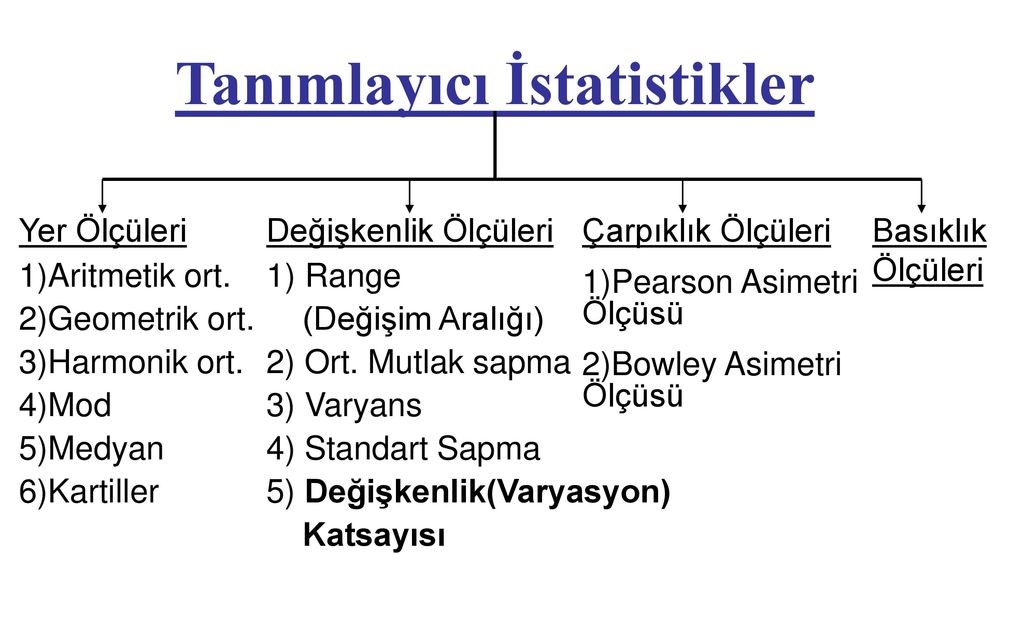 Tanımlayıcı İstatistikler
Yer Ölçüleri
1)Aritmetik ort.
2)Geometrik ort.
3)Harmonik ort.
4)Mod
5)Medyan
6)Kartiller
Değişkenlik Ölçüleri
1) Range
(Değişim Aralığı)
2) Ort. Mutlak sapma
3) Varyans
4) Standart Sapma
5) Değişkenlik(Varyasyon)
Katsayısı
Çarpıklık Ölçüleri
1)Pearson Asimetri
Ölçüsü
2)Bowley Asimetri
Ölçüsü
Basıklık
Ölçüleri